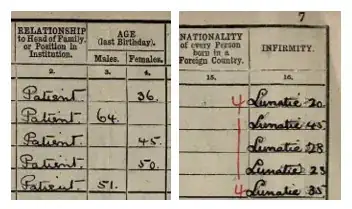 RELATIONSHIP
to Head of Family,
or Position in
Institution.
2.
AGE
(last Birthday).
Males.
Females.
3.
4.
Patient 36.
Patient 64.
Patient. 45.
Patient. 50.
Patient 51.
7
NATIONALITY
of every Person
born in a
Foreign Country.
15.
INFIRMITY.
16.
4 Lunatic 20
Lunatic 45
Lunatic 28
Lunatic 23
4 Lunatic 35